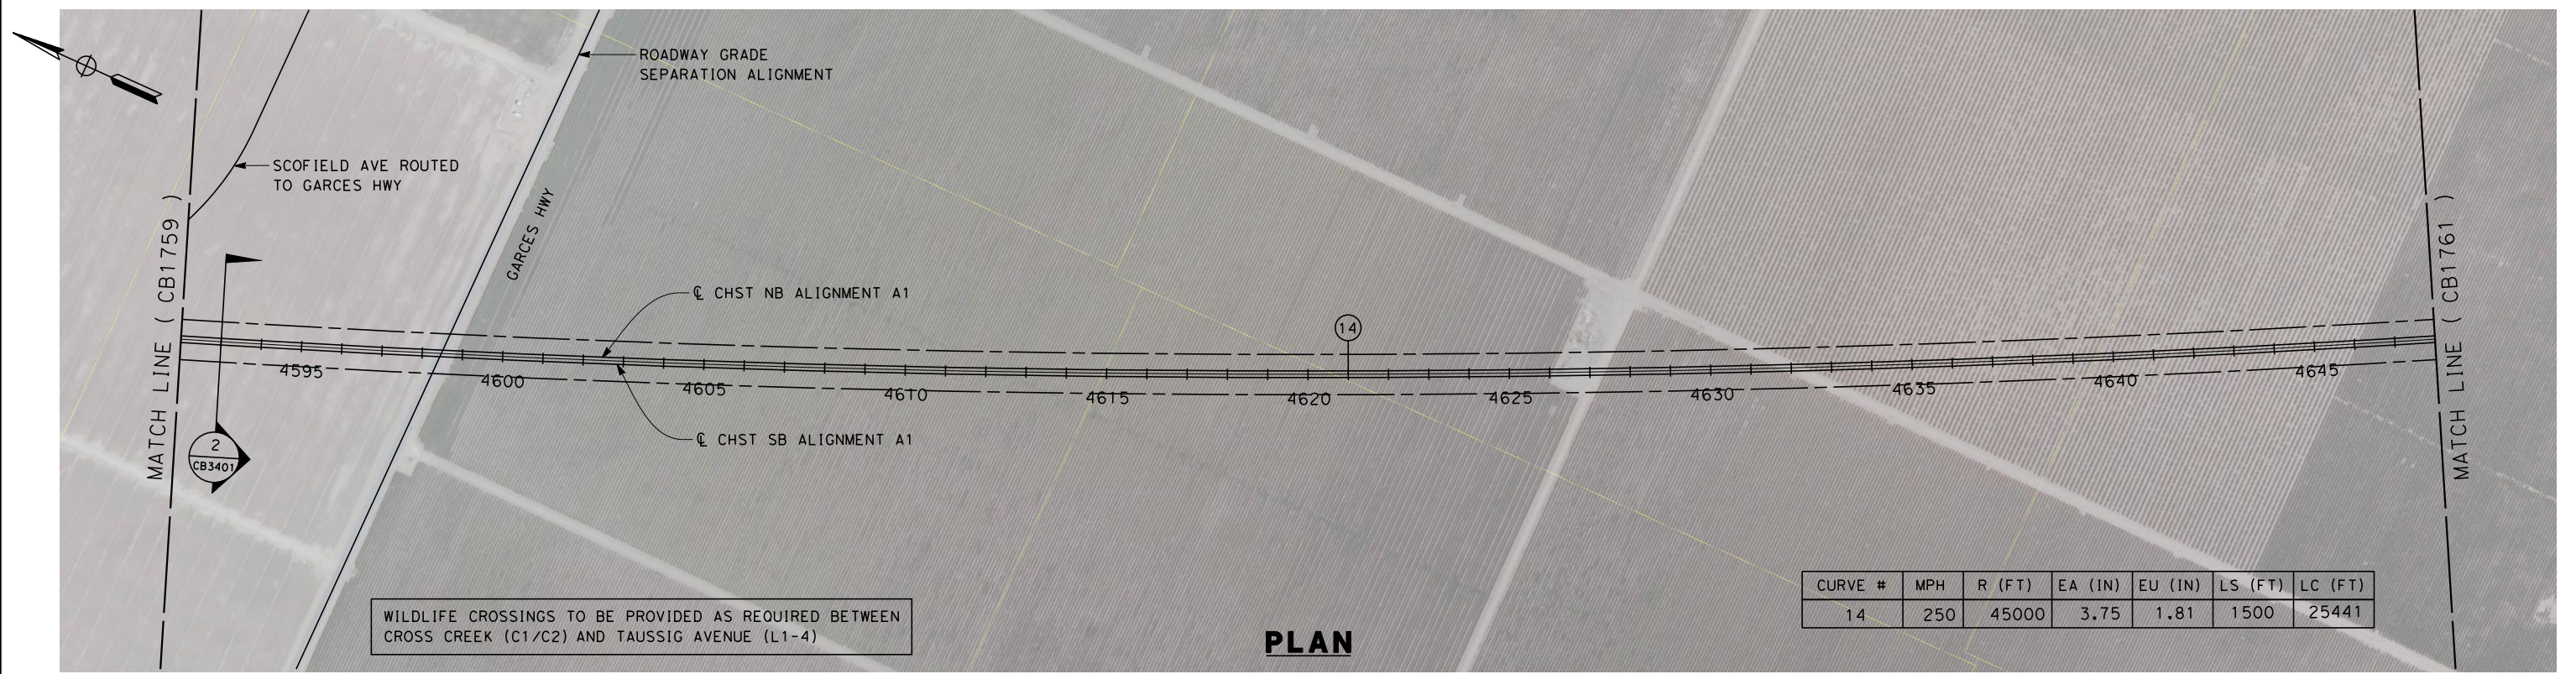 ROADWAY GRADE
SEPARATION ALIGNMENT
SCOFIELD AVE ROUTED
TO GARCES HWY
GARCES HWY
MATCH LINE ( CB1759 )
℄ CHST NB ALIGNMENT A1
14
4595
4600
4605
4610
4615
4620
4625
4630
4635
4640
4645
℄ CHST SB ALIGNMENT A1
2
CB3401
MATCH LINE ( CB1761 )
WILDLIFE CROSSINGS TO BE PROVIDED AS REQUIRED BETWEEN
CROSS CREEK (C1/C2) AND TAUSSIG AVENUE (L1-4)
PLAN
CURVE # MPH R (FT) EA (IN) EU (IN) LS (FT) LC (FT)
14 250 45000 3.75 1.81 1500 25441